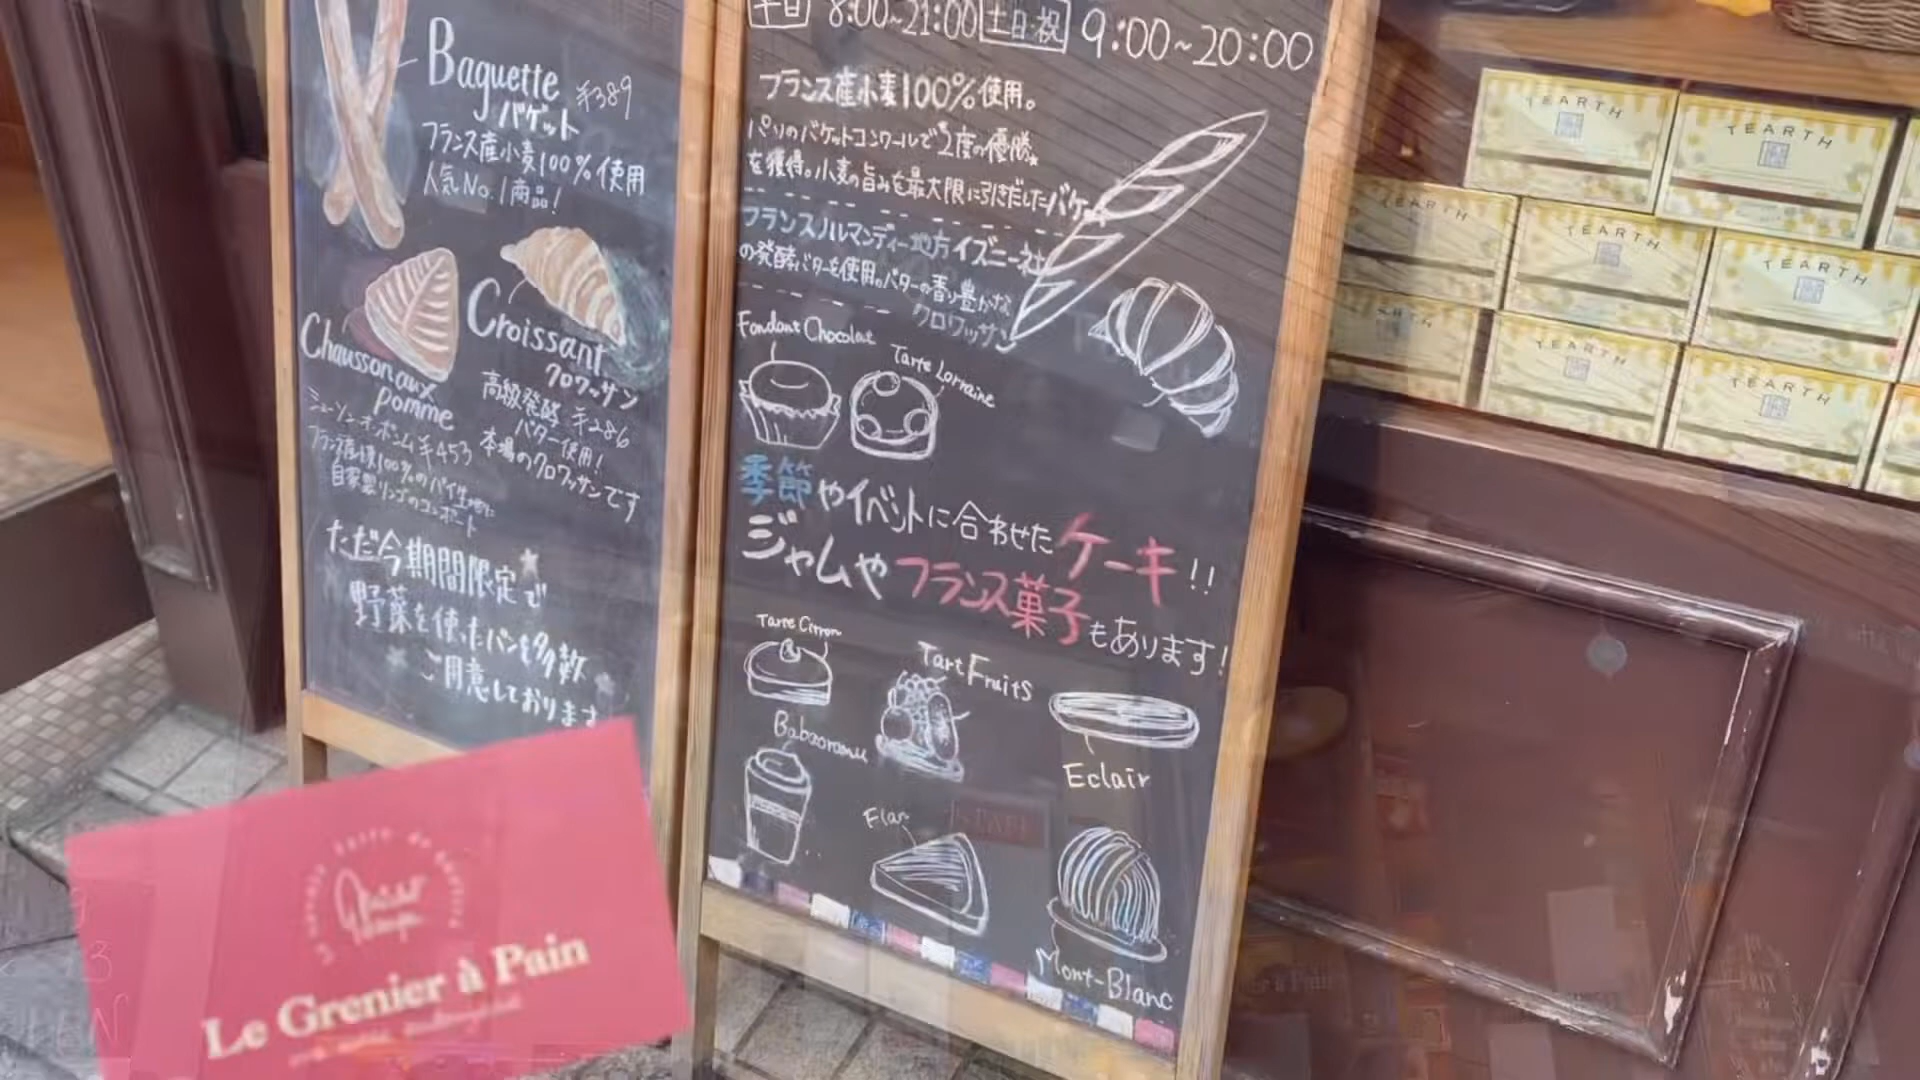 Baguette ¥389
バゲット
フランス産小麦100%使用
人気No.1商品!
Chausson aux
pomme
ショーソン・オ・ポム ¥453
自家製リンゴのコンポート
Croissant
クロワッサン
高級発酵 ¥286
バター使用!
本場のクロワッサンです
ただ今期間限定で
野菜を使ったパンを多数
ご用意しております
平日 8:00~21:00 土日・祝 9:00~20:00
フランス産小麦100%使用。
パリのバケットコンクールで2度の優勝
を獲得。小麦の旨みを最大限に引きだしたバケ
フランスノルマンディー地方イズニー社
の発酵バターを使用。バターの香り豊かな
クロワッサン
Fondant Chocolat
Tarte Lorraine
季節やイベントに合わせたケーキ!!
ジャムやフランス菓子もあります!
Tarte Citron
Tart Fruits
Eclair
Babaoromu
Flan
Mont-Blanc
TEARTH
TEARTH
TEARTH
TEARTH
TEARTH
TEARTH
TEARTH
Le Grenier à Pain